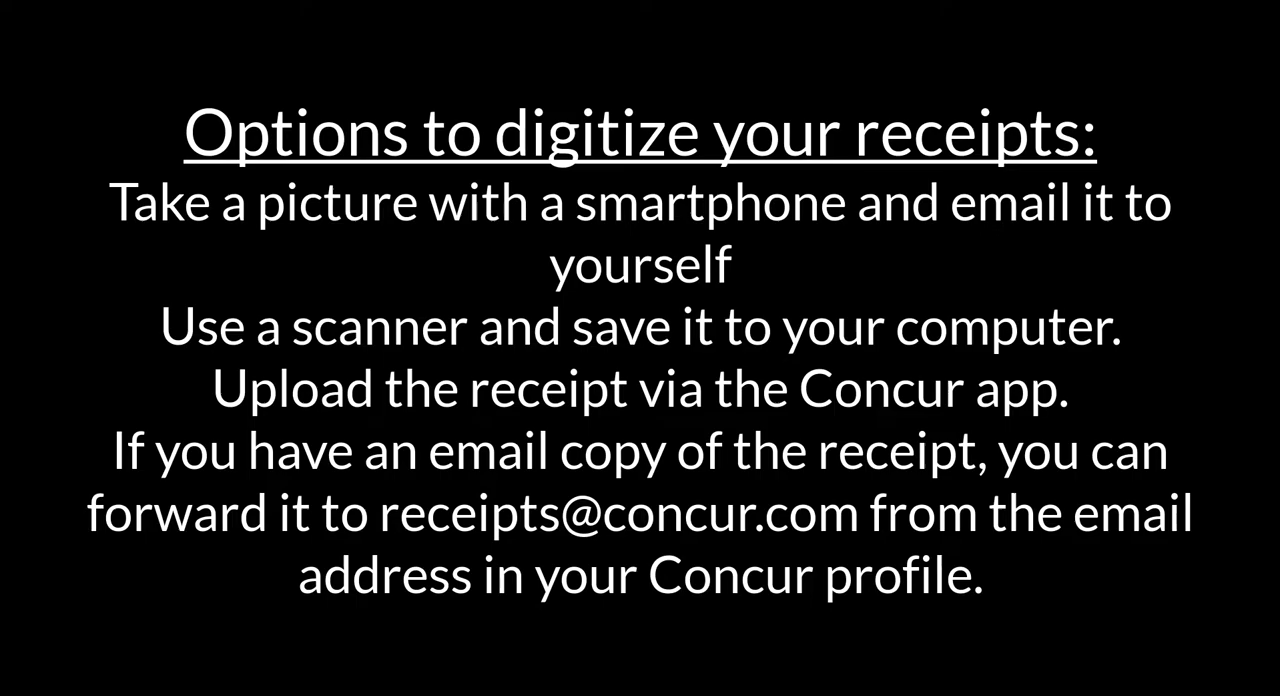 Options to digitize your receipts:
Take a picture with a smartphone and email it to
yourself
Use a scanner and save it to your computer.
Upload the receipt via the Concur app.
If you have an email copy of the receipt, you can
forward it to receipts@concur.com from the email
address in your Concur profile.